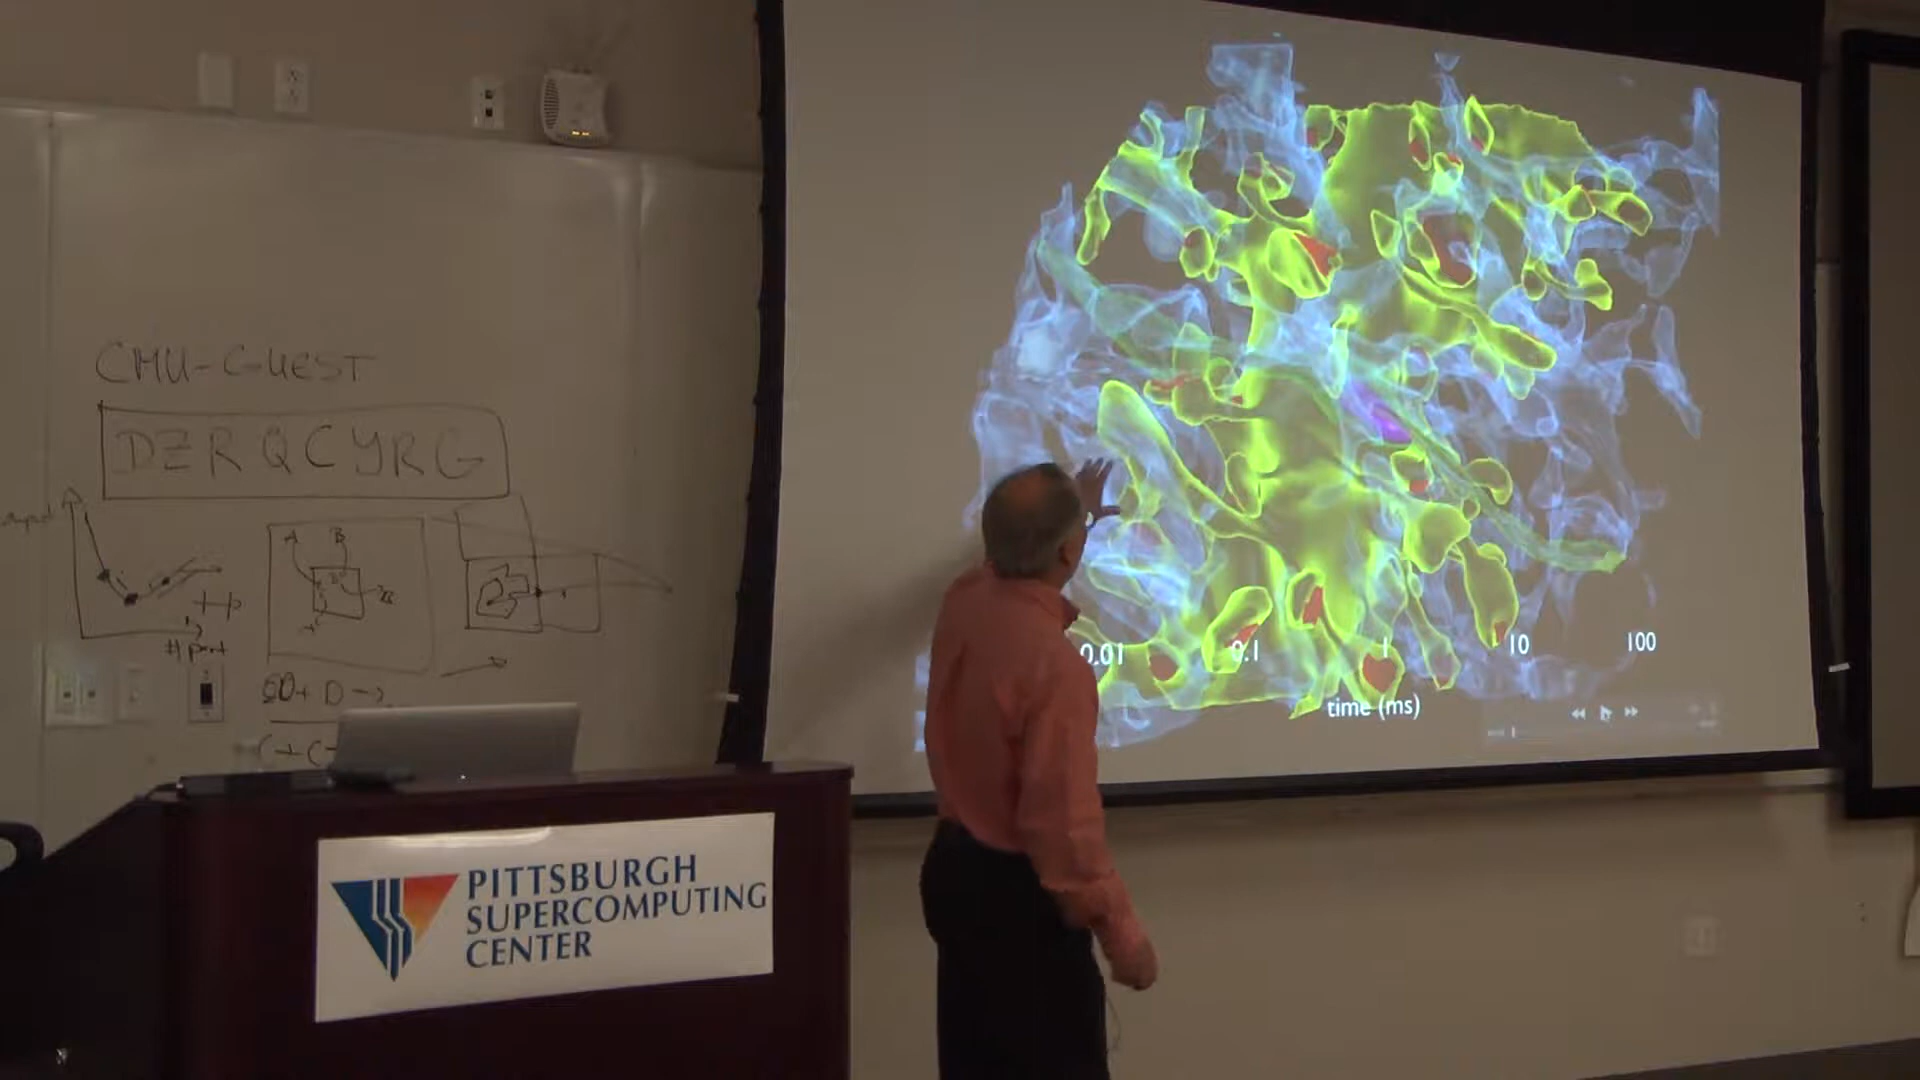 CMU-GUEST
DZRQCYRG
A B
# part
0.01 0.1 1 10 100
time (ms)
PITTSBURGH
SUPERCOMPUTING
CENTER